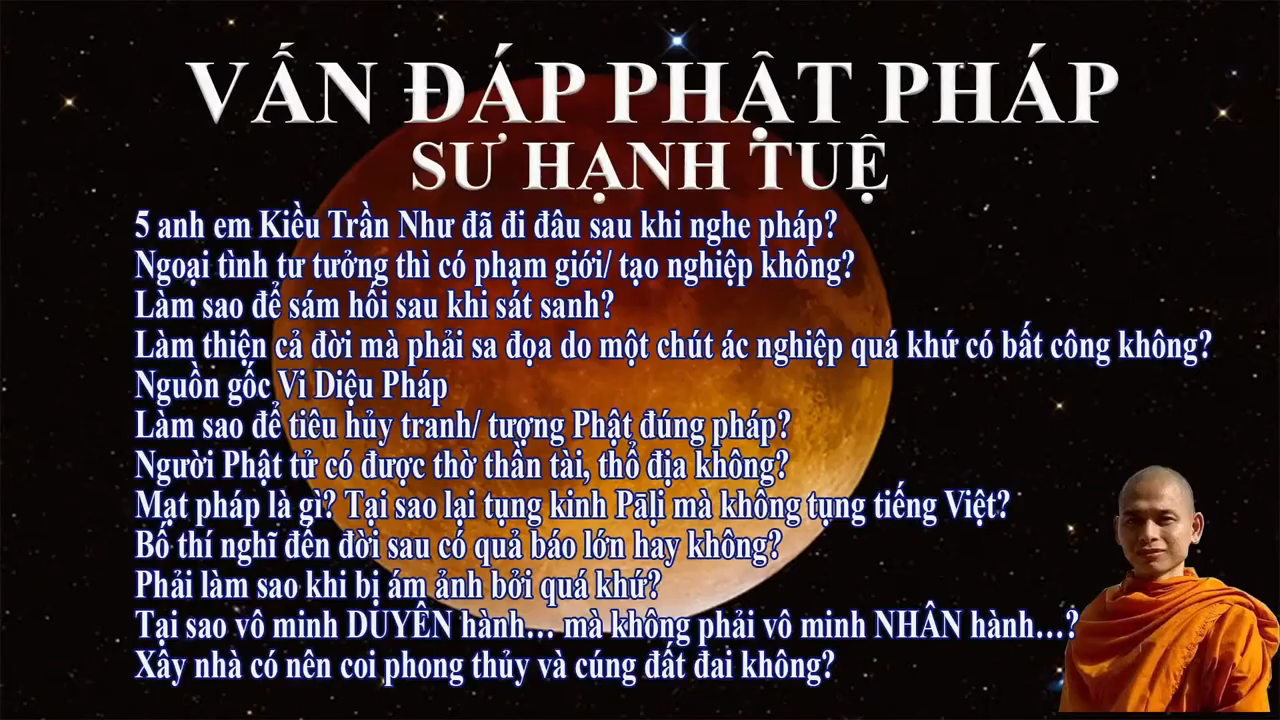 VẤN ĐÁP PHẬT PHÁP
SƯ HẠNH TUỆ
5 anh em Kiều Trần Như đã đi đâu sau khi nghe pháp?
Ngoại tình tư tưởng thì có phạm giới/ tạo nghiệp không?
Làm sao để sám hối sau khi sát sanh?
Làm thiện cả đời mà phải sa đọa do một chút ác nghiệp quá khứ có bất công không?
Nguồn gốc Vi Diệu Pháp
Làm sao để tiêu hủy tranh/ tượng Phật đúng pháp?
Người Phật tử có được thờ thần tài, thổ địa không?
Mạt pháp là gì? Tại sao lại tụng kinh Pāḷi mà không tụng tiếng Việt?
Bố thí nghĩ đến đời sau có quả báo lớn hay không?
Phải làm sao khi bị ám ảnh bởi quá khứ?
Tại sao vô minh DUYÊN hành... mà không phải vô minh NHÂN hành...?
Xây nhà có nên coi phong thủy và cúng đất đai không?